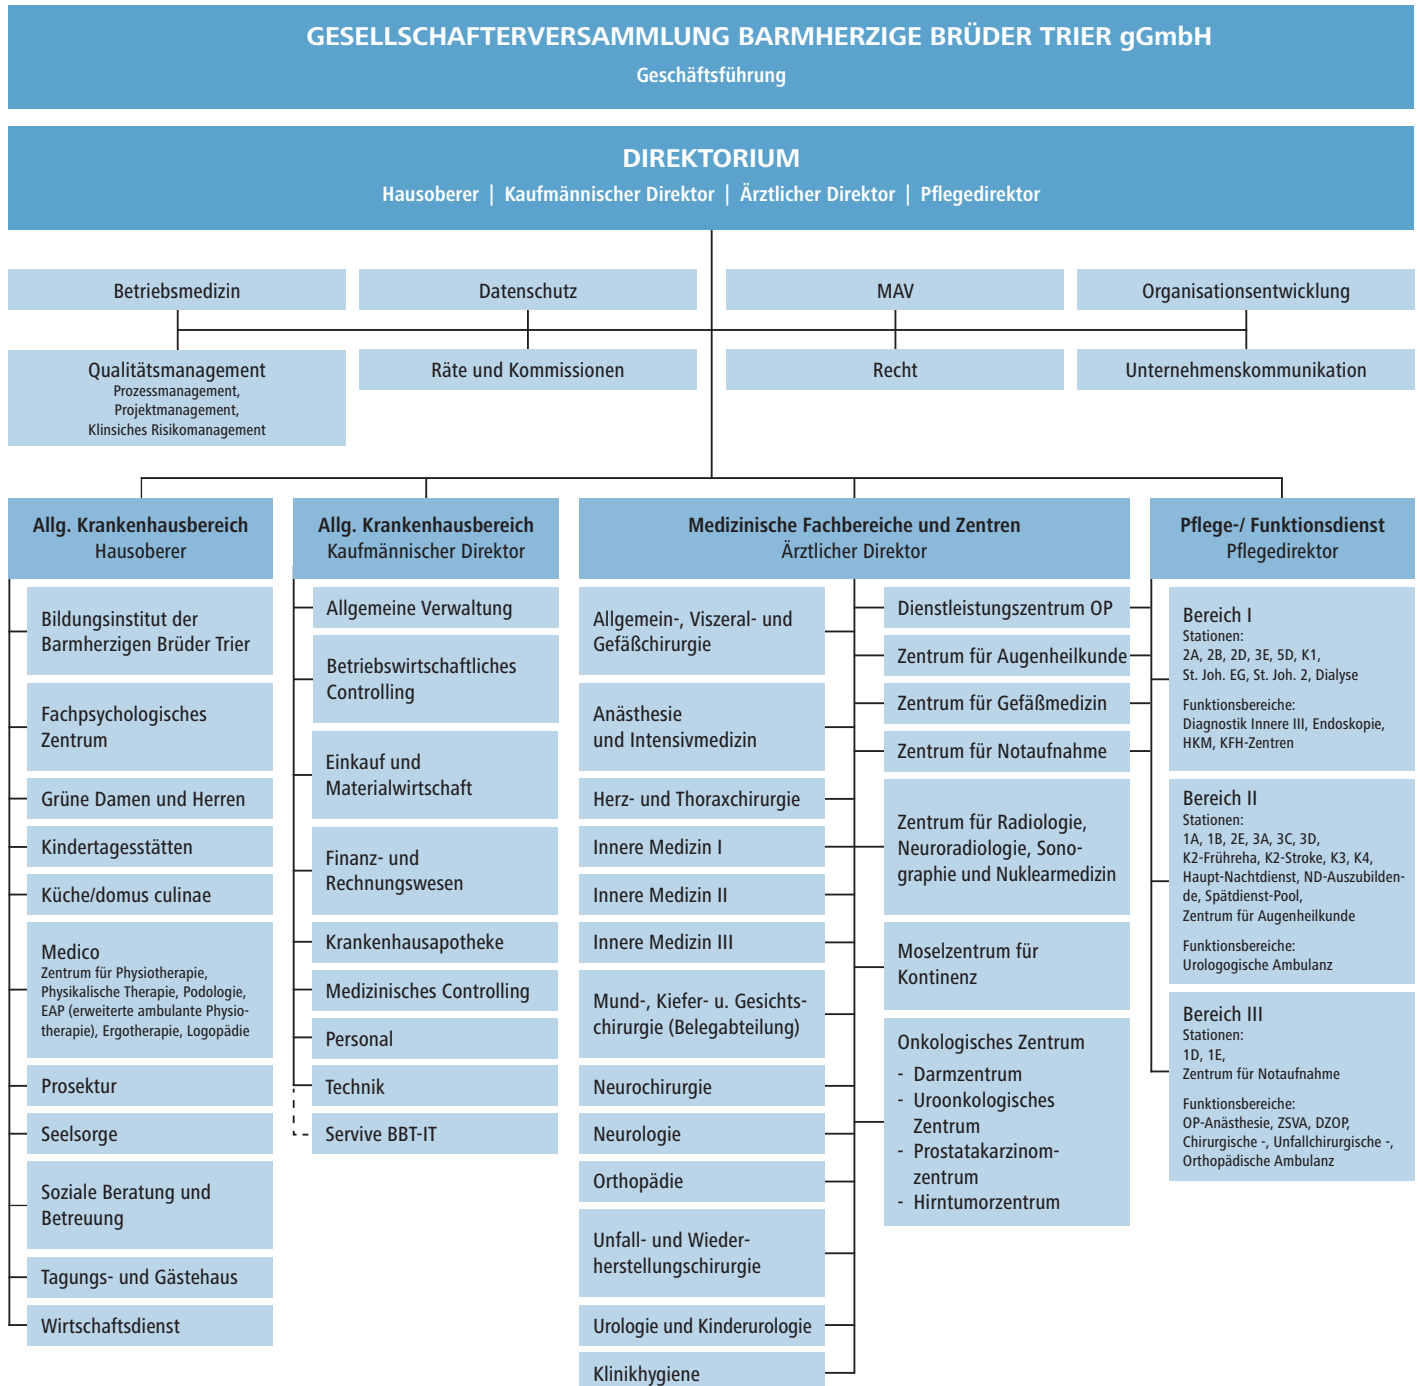 GESELLSCHAFTERVERSAMMLUNG BARMHERZIGE BRÜDER TRIER gGmbH
Geschäftsführung
DIREKTORIUM
Hausoberer | Kaufmännischer Direktor | Ärztlicher Direktor | Pflegedirektor
Betriebsmedizin
Datenschutz
MAV
Organisationsentwicklung
Qualitätsmanagement
Prozessmanagement,
Projektmanagement,
Klinsiches Risikomanagement
Räte und Kommissionen
Recht
Unternehmenskommunikation
Allg. Krankenhausbereich
Hausoberer
Bildungsinstitut der
Barmherzigen Brüder Trier
Fachpsychologisches
Zentrum
Grüne Damen und Herren
Kindertagesstätten
Küche/domus culinae
Medico
Zentrum für Physiotherapie,
Physikalische Therapie, Podologie,
EAP (erweiterte ambulante Physio-
therapie), Ergotherapie, Logopädie
Prosektur
Seelsorge
Soziale Beratung und
Betreuung
Tagungs- und Gästehaus
Wirtschaftsdienst
Allg. Krankenhausbereich
Kaufmännischer Direktor
Allgemeine Verwaltung
Betriebswirtschaftliches
Controlling
Einkauf und
Materialwirtschaft
Finanz- und
Rechnungswesen
Krankenhausapotheke
Medizinisches Controlling
Personal
Technik
Servive BBT-IT
Medizinische Fachbereiche und Zentren
Ärztlicher Direktor
Allgemein-, Viszeral- und
Gefäßchirurgie
Anästhesie
und Intensivmedizin
Herz- und Thoraxchirurgie
Innere Medizin I
Innere Medizin II
Innere Medizin III
Mund-, Kiefer- u. Gesichts-
chirurgie (Belegabteilung)
Neurochirurgie
Neurologie
Orthopädie
Unfall- und Wieder-
herstellungschirurgie
Urologie und Kinderurologie
Klinikhygiene
Dienstleistungszentrum OP
Zentrum für Augenheilkunde
Zentrum für Gefäßmedizin
Zentrum für Notaufnahme
Zentrum für Radiologie,
Neuroradiologie, Sono-
graphie und Nuklearmedizin
Moselzentrum für
Kontinenz
Onkologisches Zentrum
- Darmzentrum
- Uroonkologisches
Zentrum
- Prostatakarzinom-
zentrum
- Hirntumorzentrum
Pflege-/ Funktionsdienst
Pflegedirektor
Bereich I
Stationen:
2A, 2B, 2D, 3E, 5D, K1,
St. Joh. EG, St. Joh. 2, Dialyse
Funktionsbereiche:
Diagnostik Innere III, Endoskopie,
HKM, KFH-Zentren
Bereich II
Stationen:
1A, 1B, 2E, 3A, 3C, 3D,
K2-Frühreha, K2-Stroke, K3, K4,
Haupt-Nachtdienst, ND-Auszubilden-
de, Spätdienst-Pool,
Zentrum für Augenheilkunde
Funktionsbereiche:
Urologogische Ambulanz
Bereich III
Stationen:
1D, 1E,
Zentrum für Notaufnahme
Funktionsbereiche:
OP-Anästhesie, ZSVA, DZOP,
Chirurgische -, Unfallchirurgische -,
Orthopädische Ambulanz